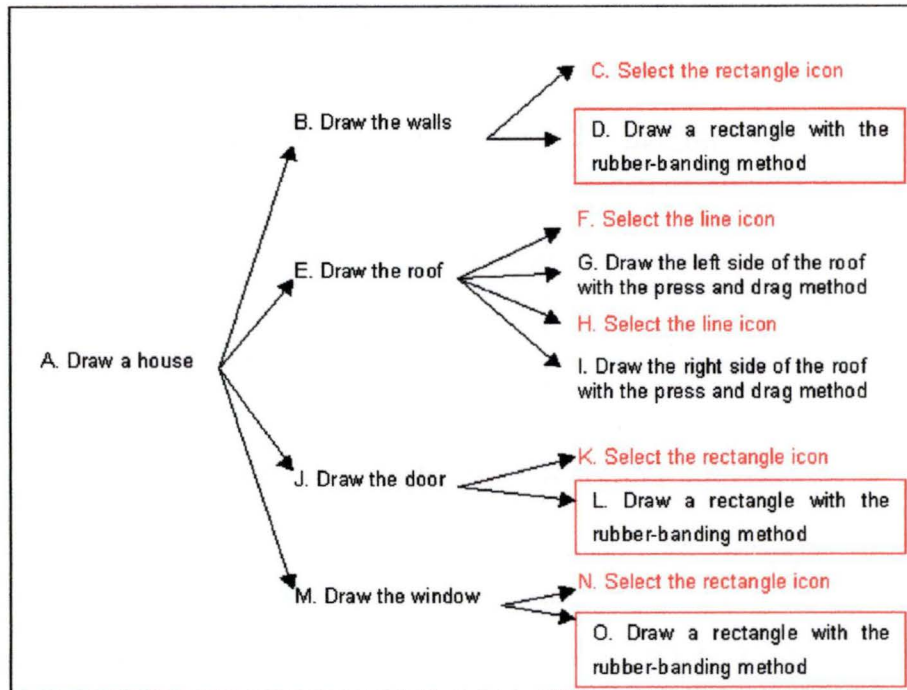 C. Select the rectangle icon
B. Draw the walls
D. Draw a rectangle with the
rubber-banding method
F. Select the line icon
E. Draw the roof
G. Draw the left side of the roof
with the press and drag method
H. Select the line icon
A. Draw a house
I. Draw the right side of the roof
with the press and drag method
K. Select the rectangle icon
J. Draw the door
L. Draw a rectangle with the
rubber-banding method
N. Select the rectangle icon
M. Draw the window
O. Draw a rectangle with the
rubber-banding method